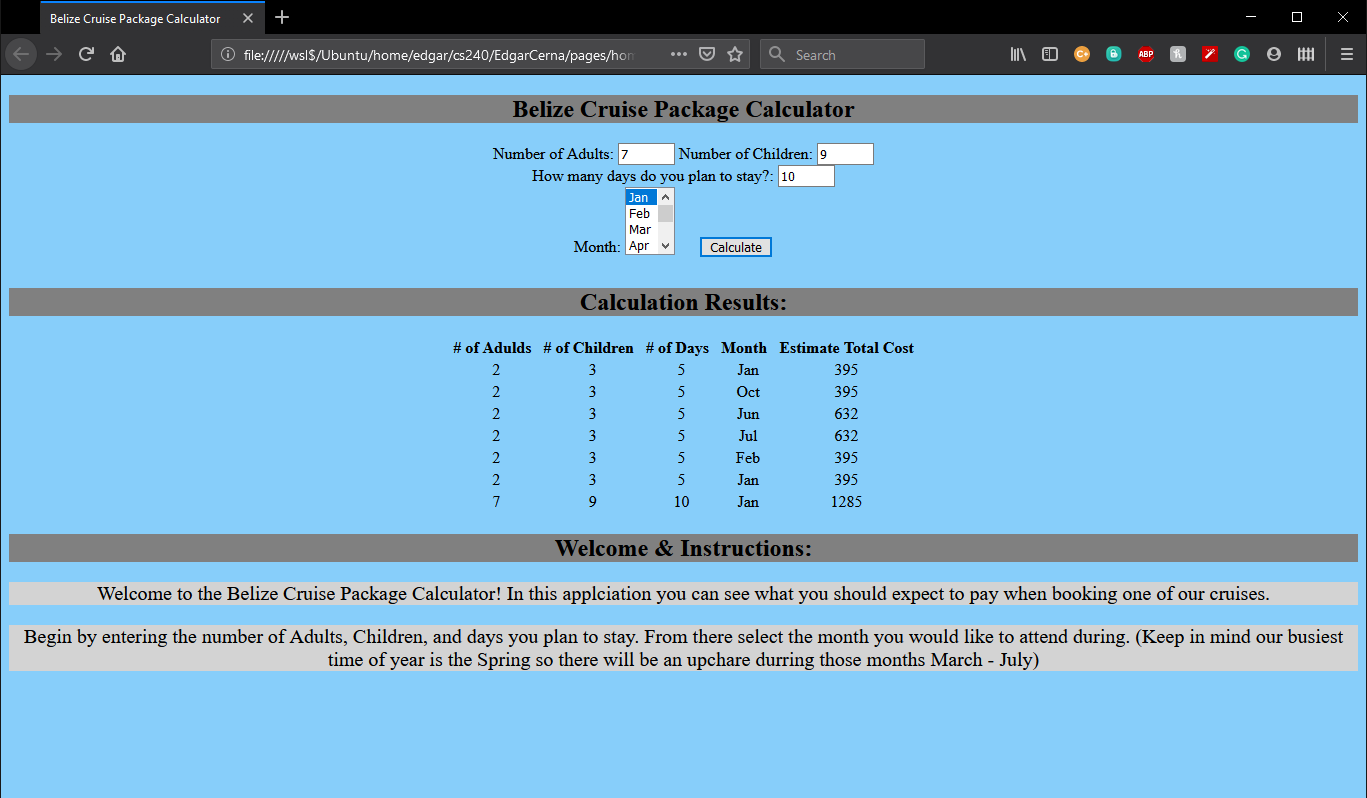 Belize Cruise Package Calculator
file://///wsl$/Ubuntu/home/edgar/cs240/EdgarCerna/pages/hom
Search
ABP
Belize Cruise Package Calculator
Number of Adults: 7 Number of Children: 9
How many days do you plan to stay?: 10
Jan
Feb
Mar
Month: Apr Calculate
Calculation Results:
# of Adulds # of Children # of Days Month Estimate Total Cost
2 3 5 Jan 395
2 3 5 Oct 395
2 3 5 Jun 632
2 3 5 Jul 632
2 3 5 Feb 395
2 3 5 Jan 395
7 9 10 Jan 1285
Welcome & Instructions:
Welcome to the Belize Cruise Package Calculator! In this applciation you can see what you should expect to pay when booking one of our cruises.
Begin by entering the number of Adults, Children, and days you plan to stay. From there select the month you would like to attend during. (Keep in mind our busiest
time of year is the Spring so there will be an upchare durring those months March - July)